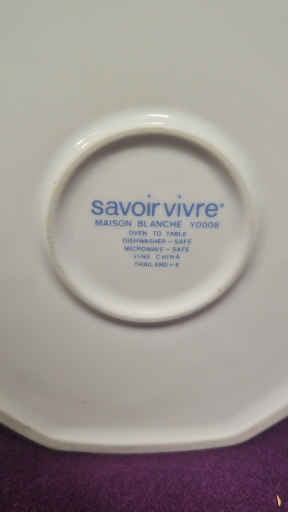 savoir vivre®
MAISON BLANCHE Y0008
OVEN TO TABLE
DISHWASHER-SAFE
MICROWAVE-SAFE
FINE CHINA
THAILAND-E